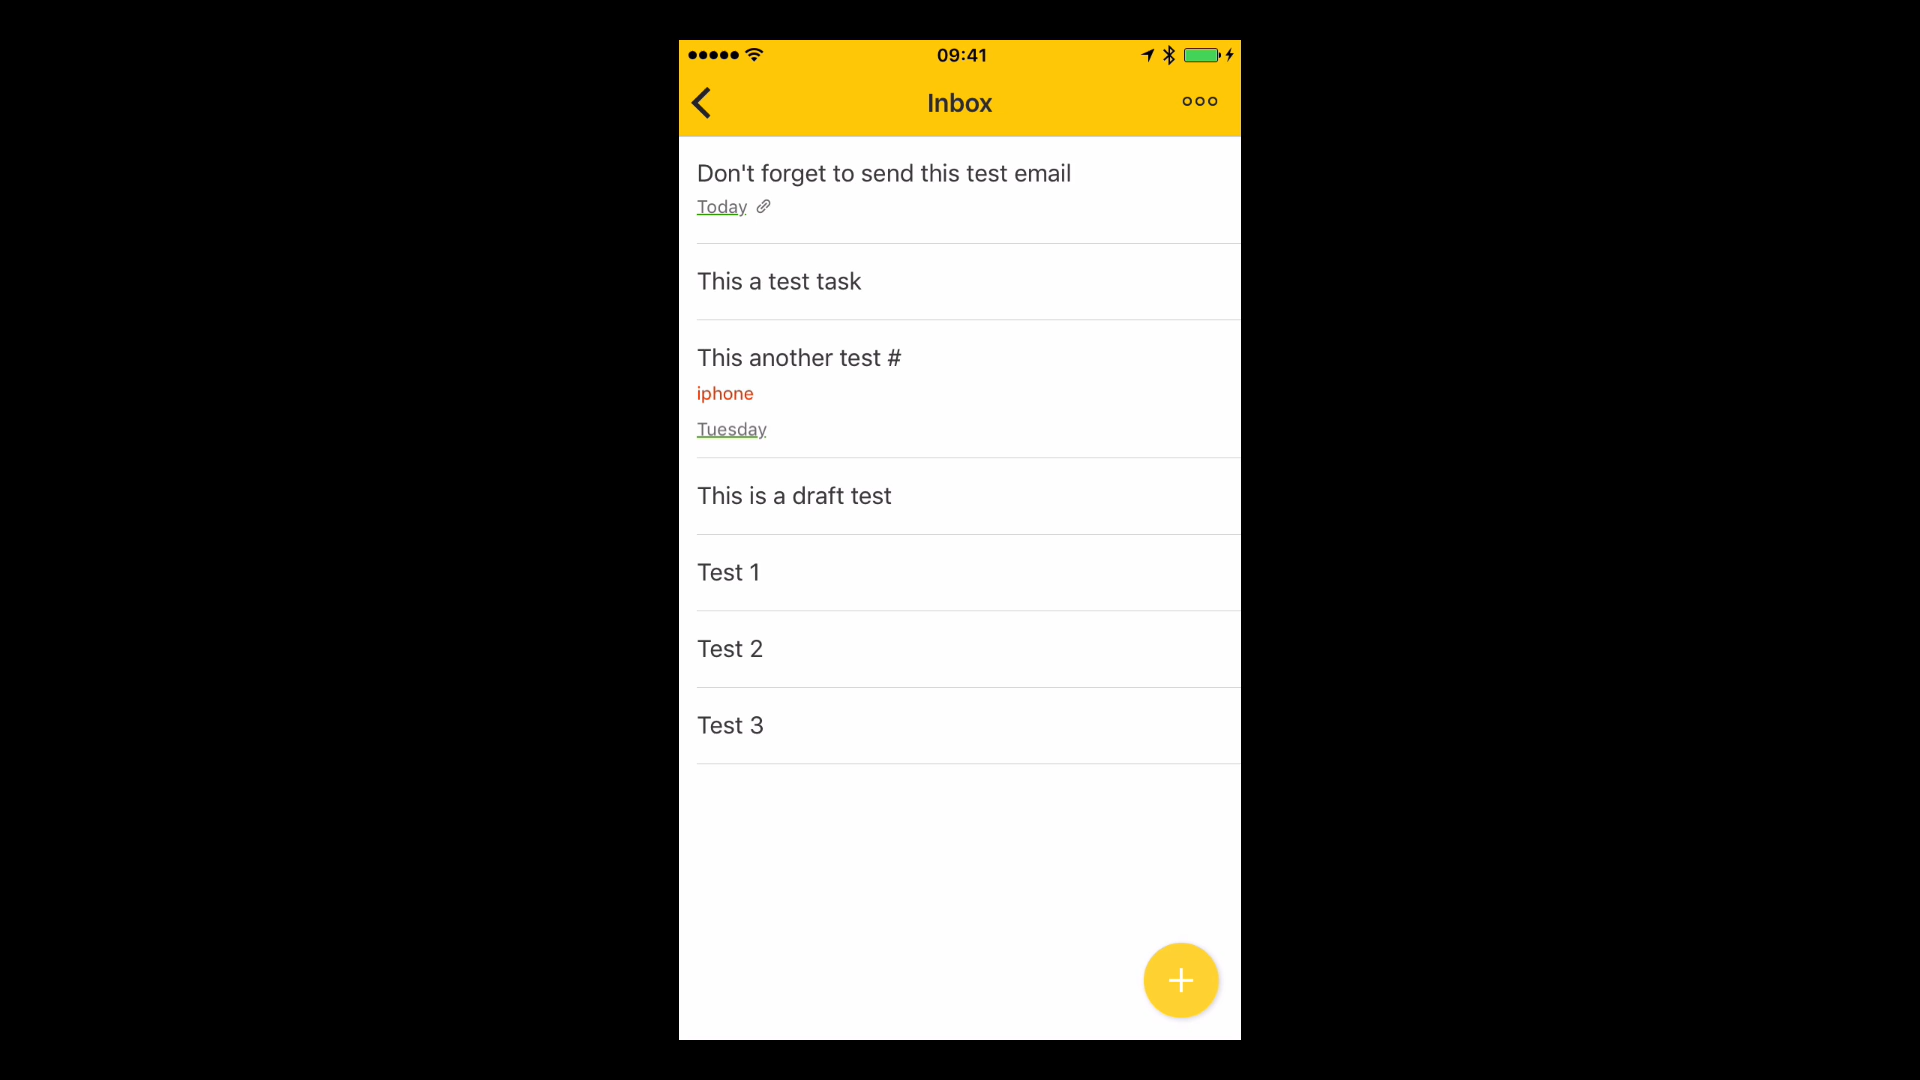 09:41
Inbox
Don't forget to send this test email
Today
This a test task
This another test #
iphone
Tuesday
This is a draft test
Test 1
Test 2
Test 3